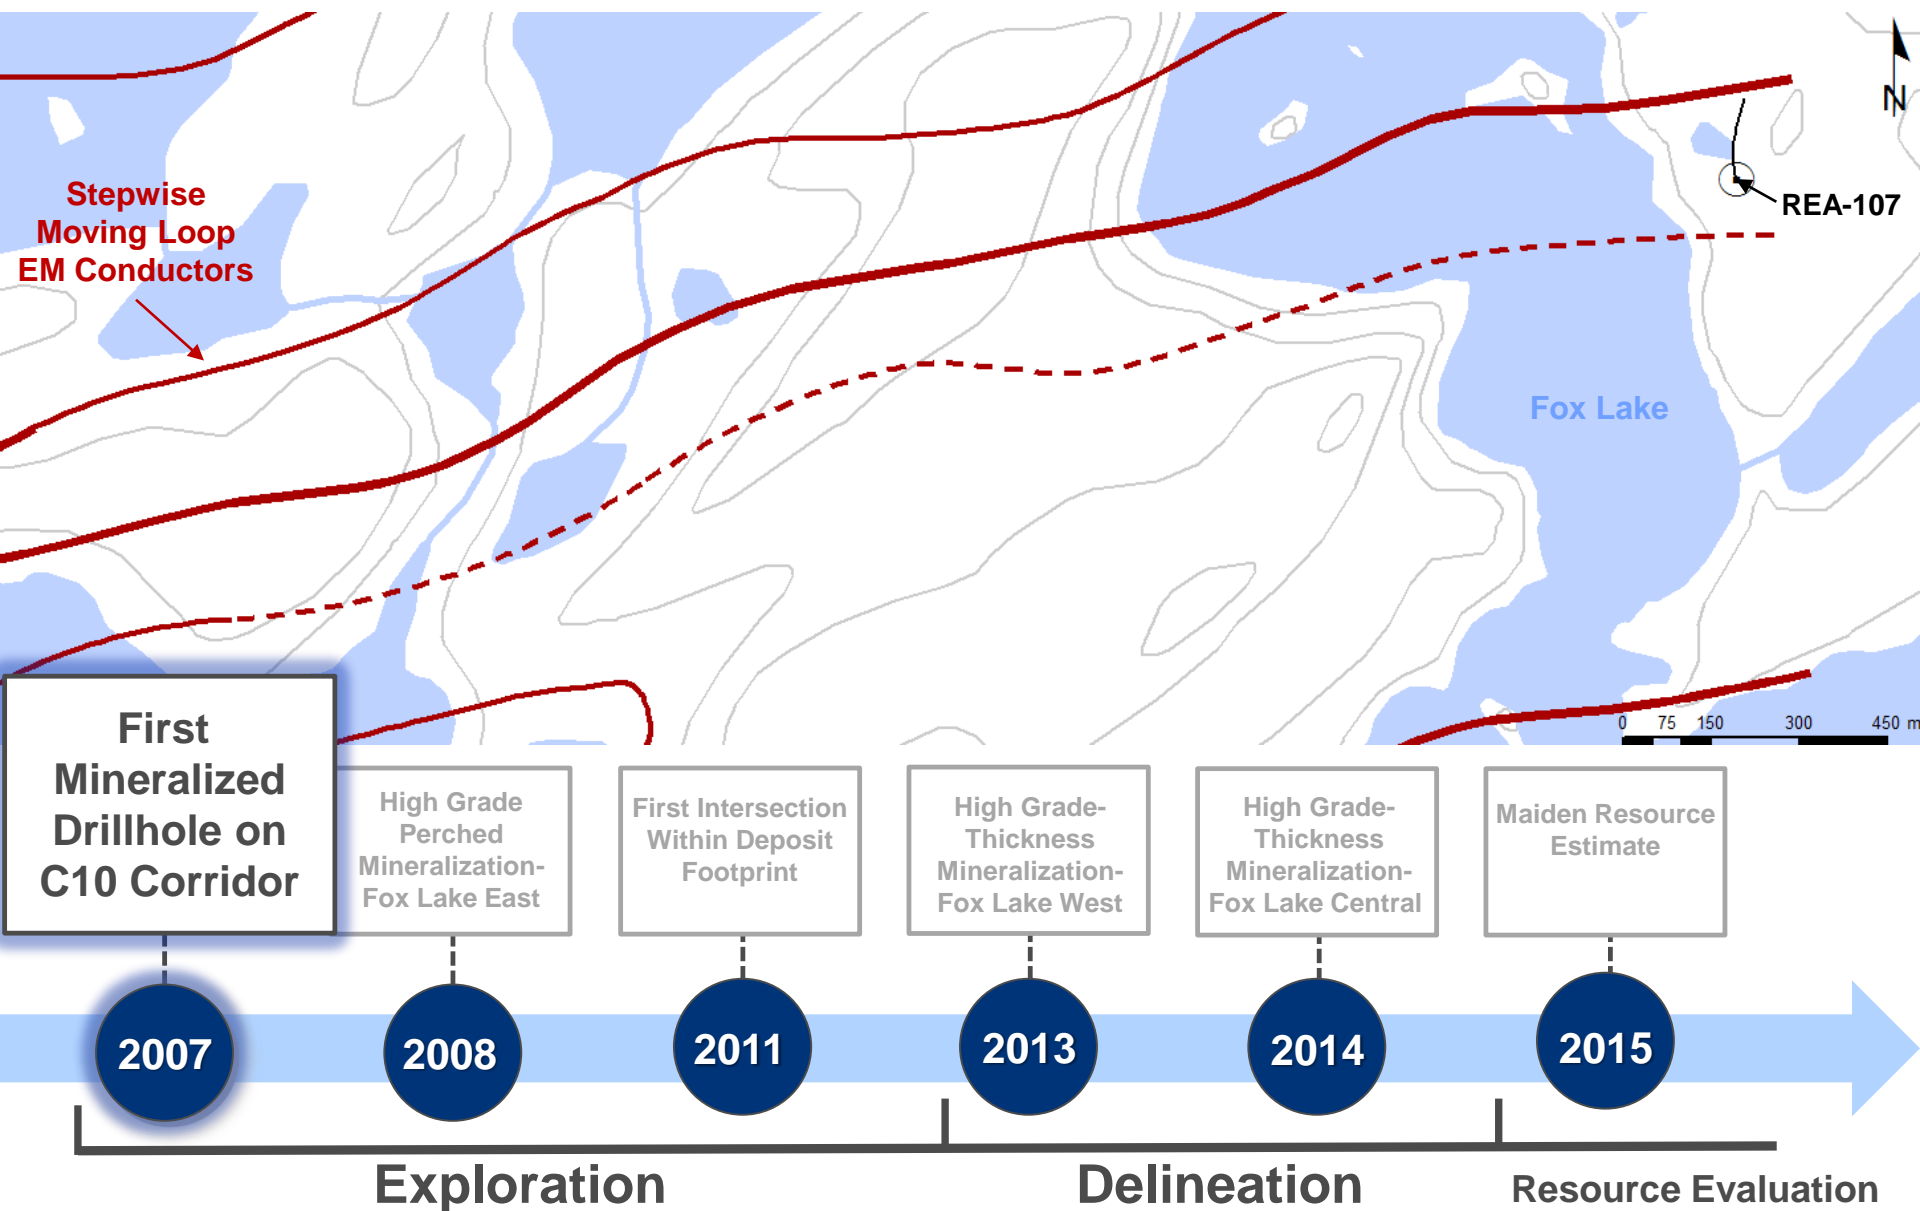 N
Stepwise
Moving Loop
EM Conductors
REA-107
Fox Lake
0 75 150 300 450 m
First
Mineralized
Drillhole on
C10 Corridor
High Grade
Perched
Mineralization-
Fox Lake East
First Intersection
Within Deposit
Footprint
High Grade-
Thickness
Mineralization-
Fox Lake West
High Grade-
Thickness
Mineralization-
Fox Lake Central
Maiden Resource
Estimate
2007
2008
2011
2013
2014
2015
Exploration
Delineation
Resource Evaluation